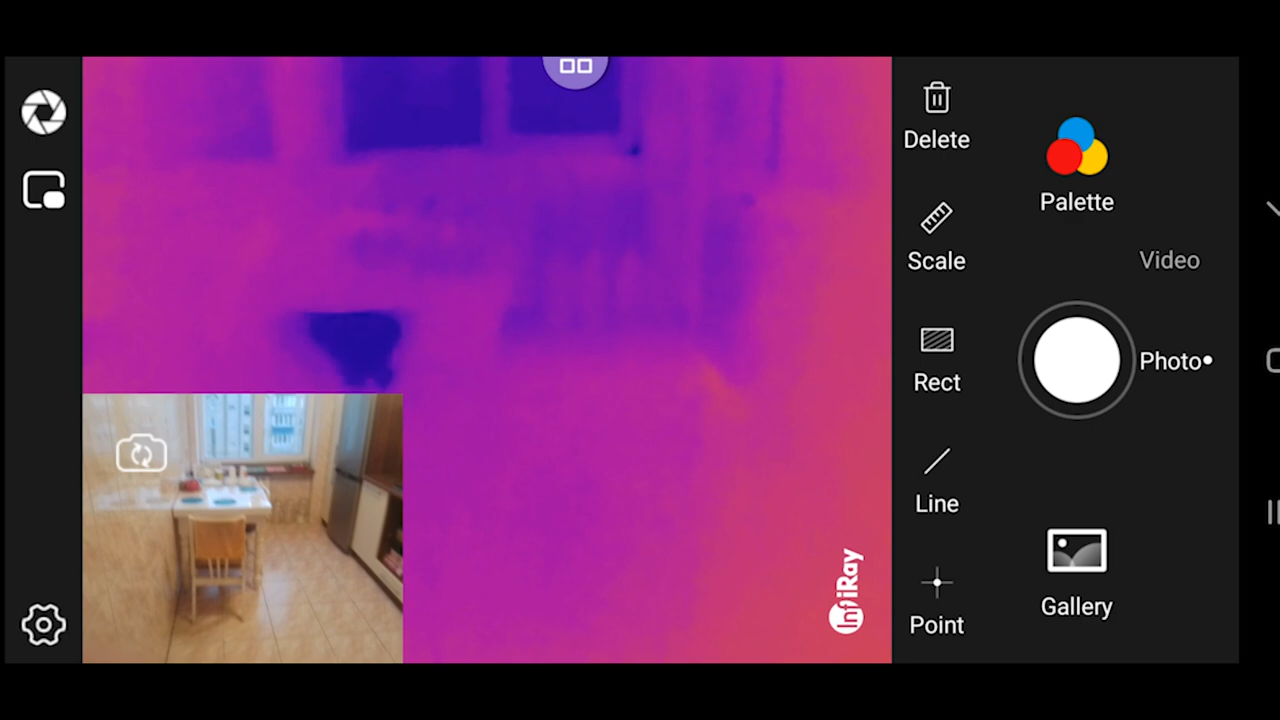 Delete
Palette
Scale
Video
Rect
Photo
Line
Gallery
Point
InfiRay